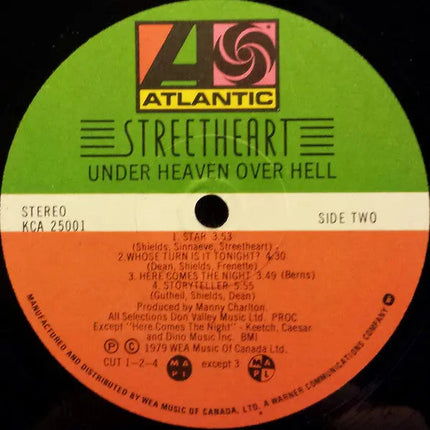 ATLANTIC
STREETHEART
UNDER HEAVEN OVER HELL
STEREO
KCA 25001
SIDE TWO
1. STAR 3.53
(Shields, Sinnaeve, Streetheart)
2.WHOSE TURN IS IT TONIGHT? 4/30
(Dean, Shields, Frenette)
3. HERE COMES THE NIGHT 3.49 (Berns)
4. STORYTELLER 5.55
(Gutheil, Shields, Dean)
Produced by Manny Charlton.
All Selections Don Valley Music Ltd. PROC
Except "Here Comes The Night" - Keetch, Caesar
and Dino Music Inc. BMI
Ⓟ © 1979 WEA Music Of Canada Ltd.
CUT 1-2-4 MAPL except 3 MAPL
MANUFACTURED AND DISTRIBUTED BY WEA MUSIC OF CANADA, LTD. A WARNER COMMUNICATIONS COMPANY